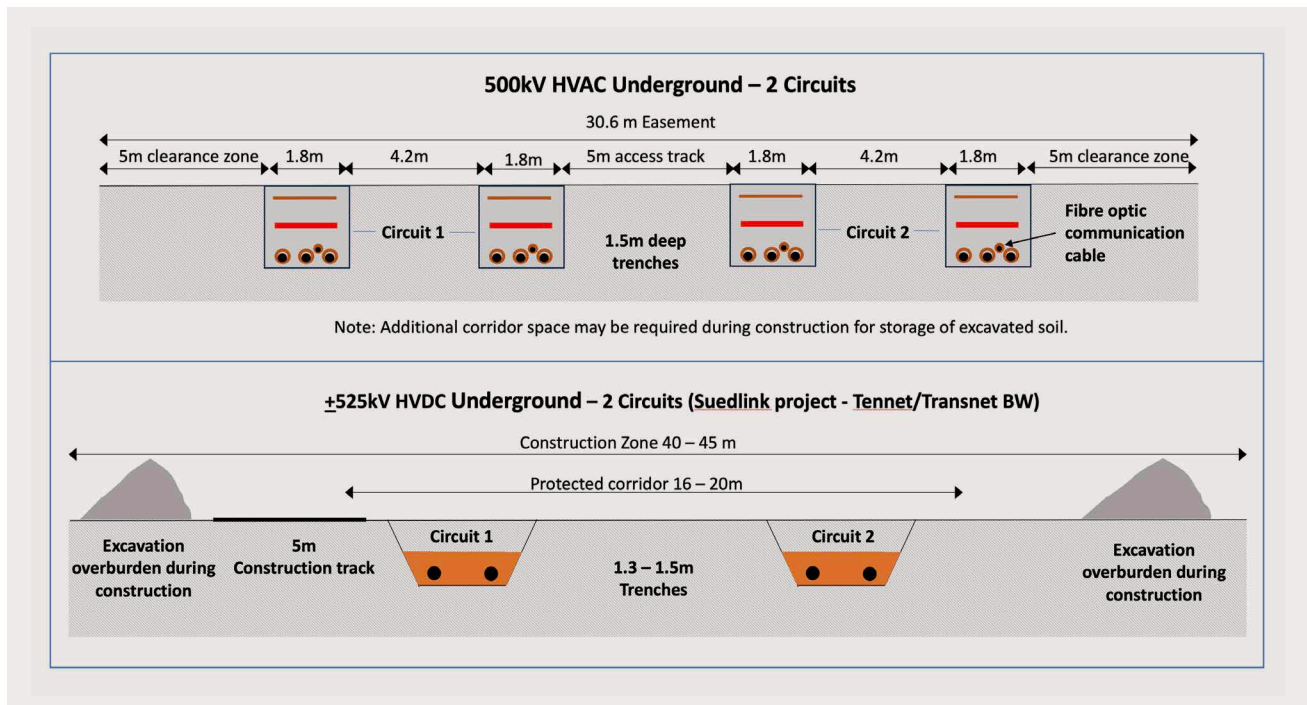 500kV HVAC Underground – 2 Circuits
30.6 m Easement
5m clearance zone 1.8m 4.2m 1.8m 5m access track 1.8m 4.2m 1.8m 5m clearance zone
Circuit 1
1.5m deep
trenches
Circuit 2
Fibre optic
communication
cable
Note: Additional corridor space may be required during construction for storage of excavated soil.
±525kV HVDC Underground – 2 Circuits (Suedlink project - Tennet/Transnet BW)
Construction Zone 40 – 45 m
Protected corridor 16 – 20m
Excavation
overburden during
construction
5m
Construction track
Circuit 1
1.3 – 1.5m
Trenches
Circuit 2
Excavation
overburden during
construction